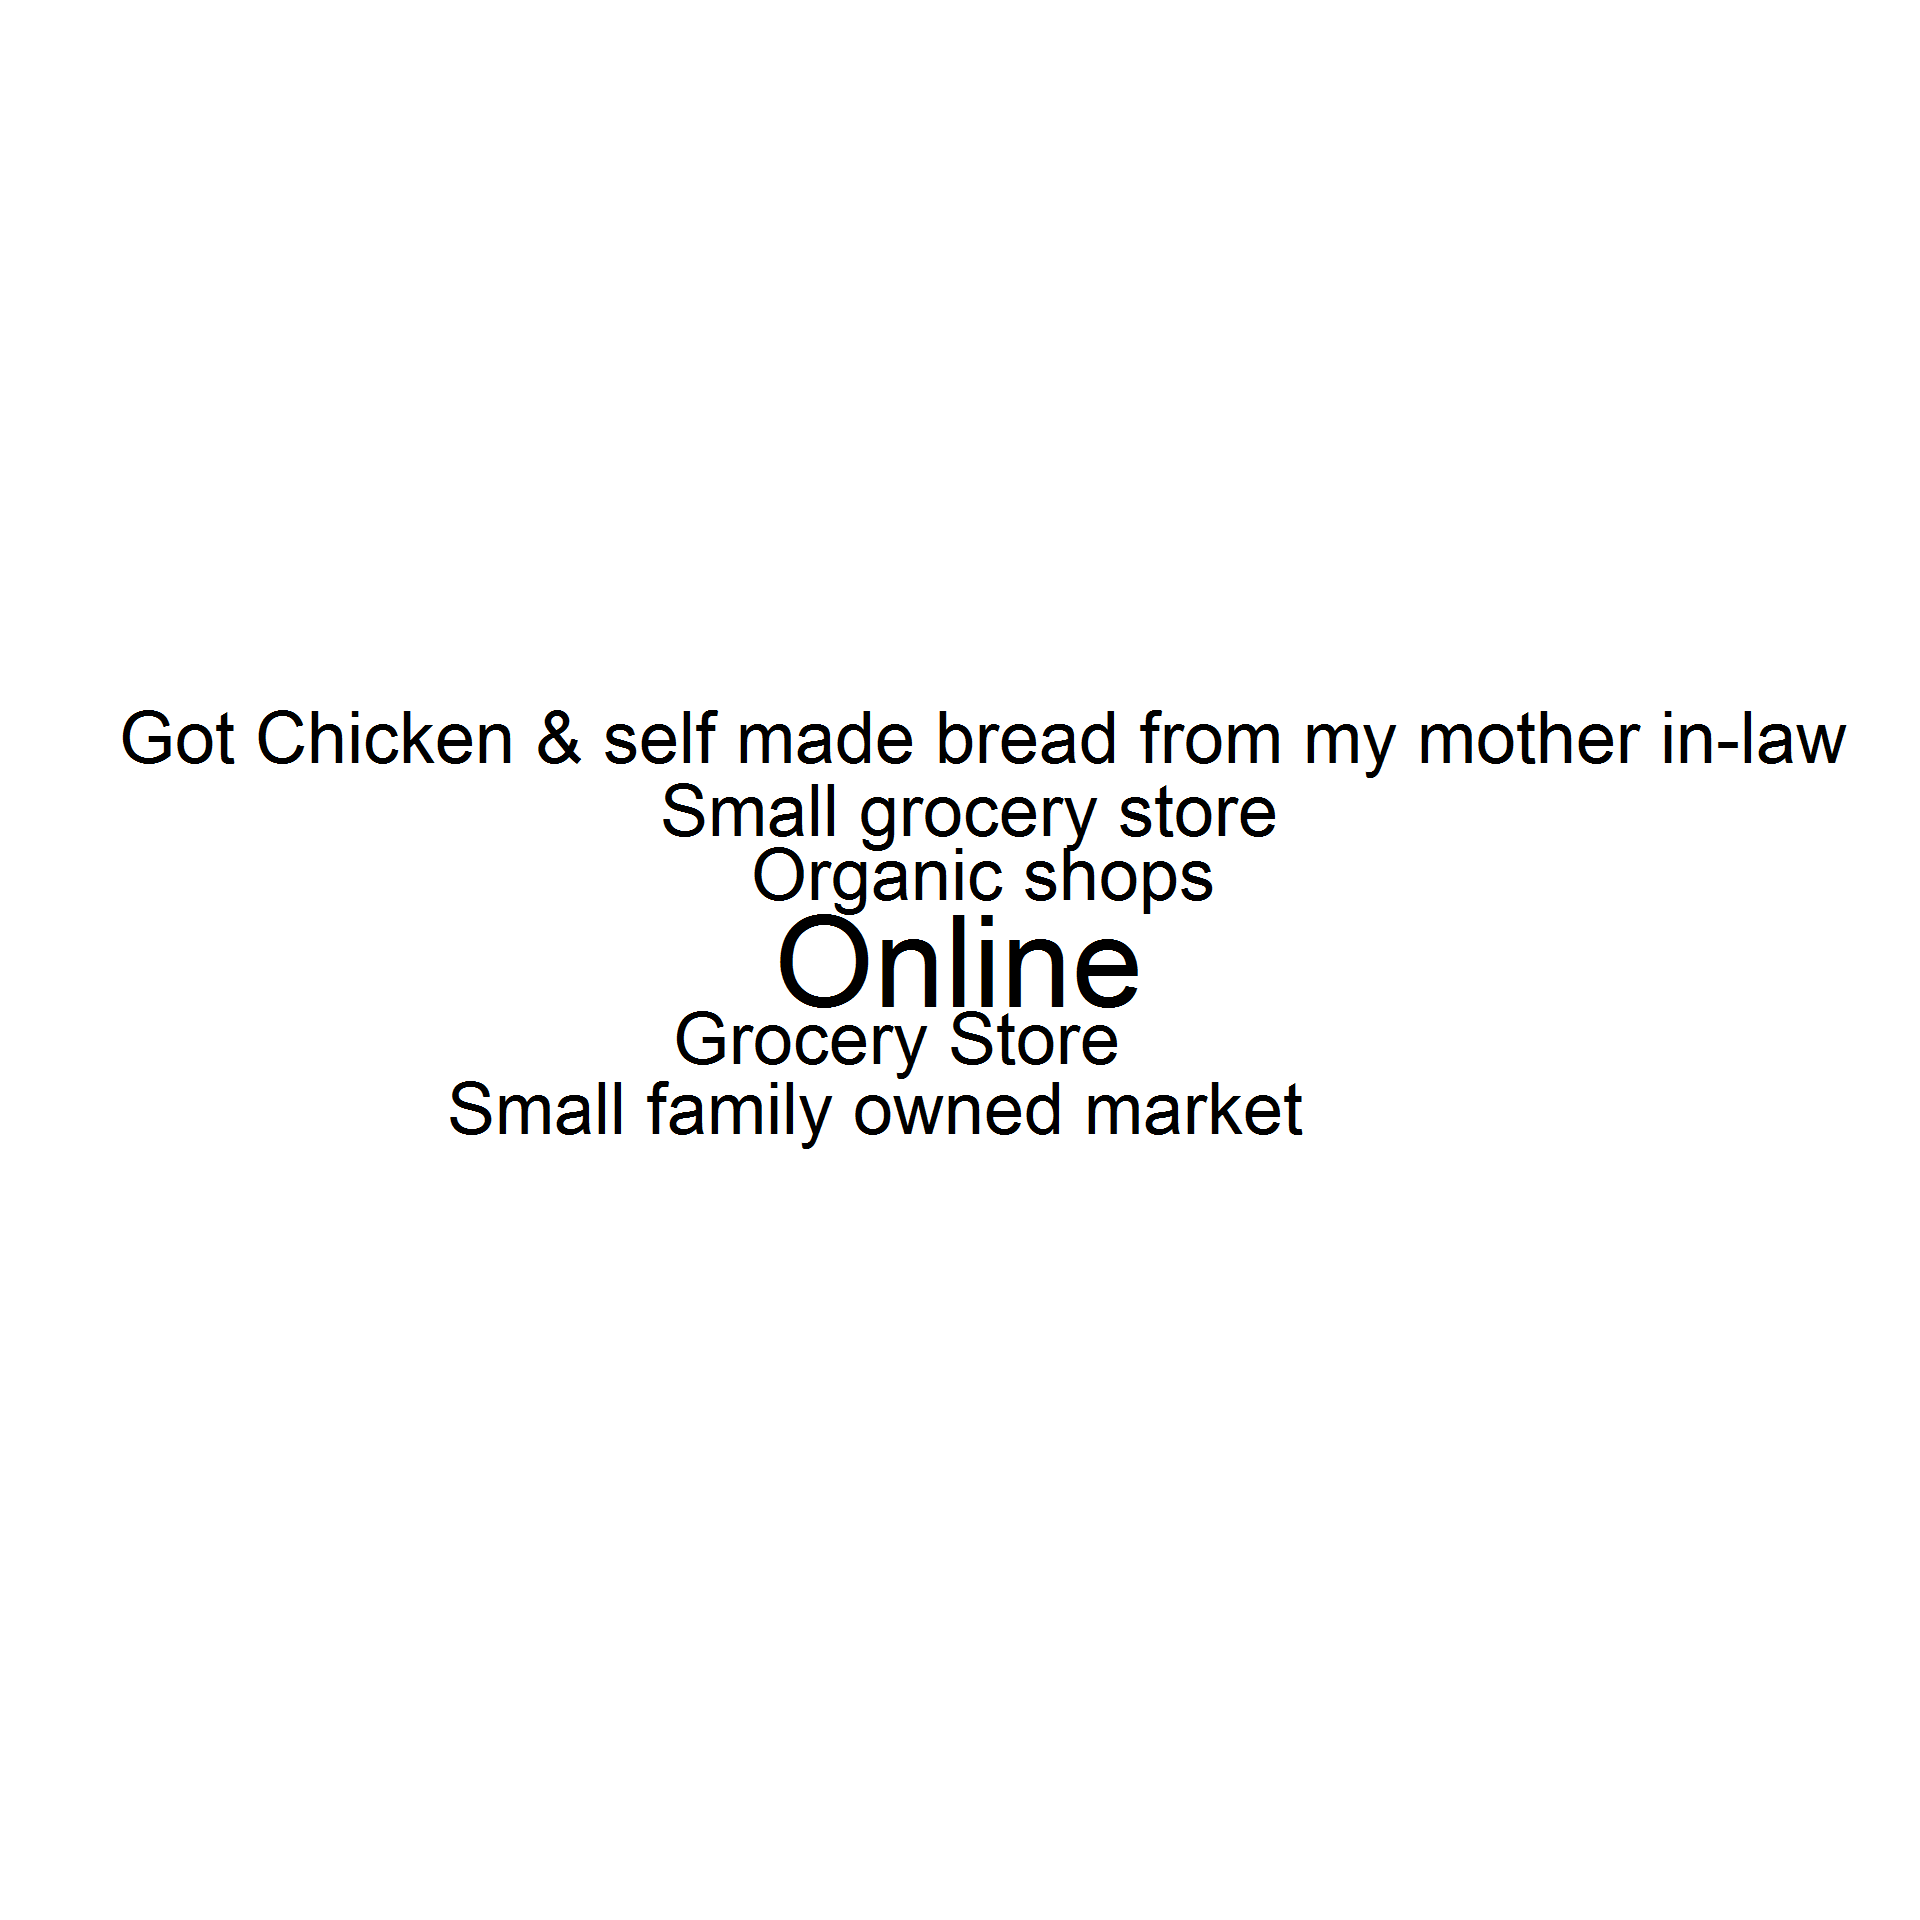 Got Chicken & self made bread from my mother in-law
Small grocery store
Organic shops
Online
Grocery Store
Small family owned market